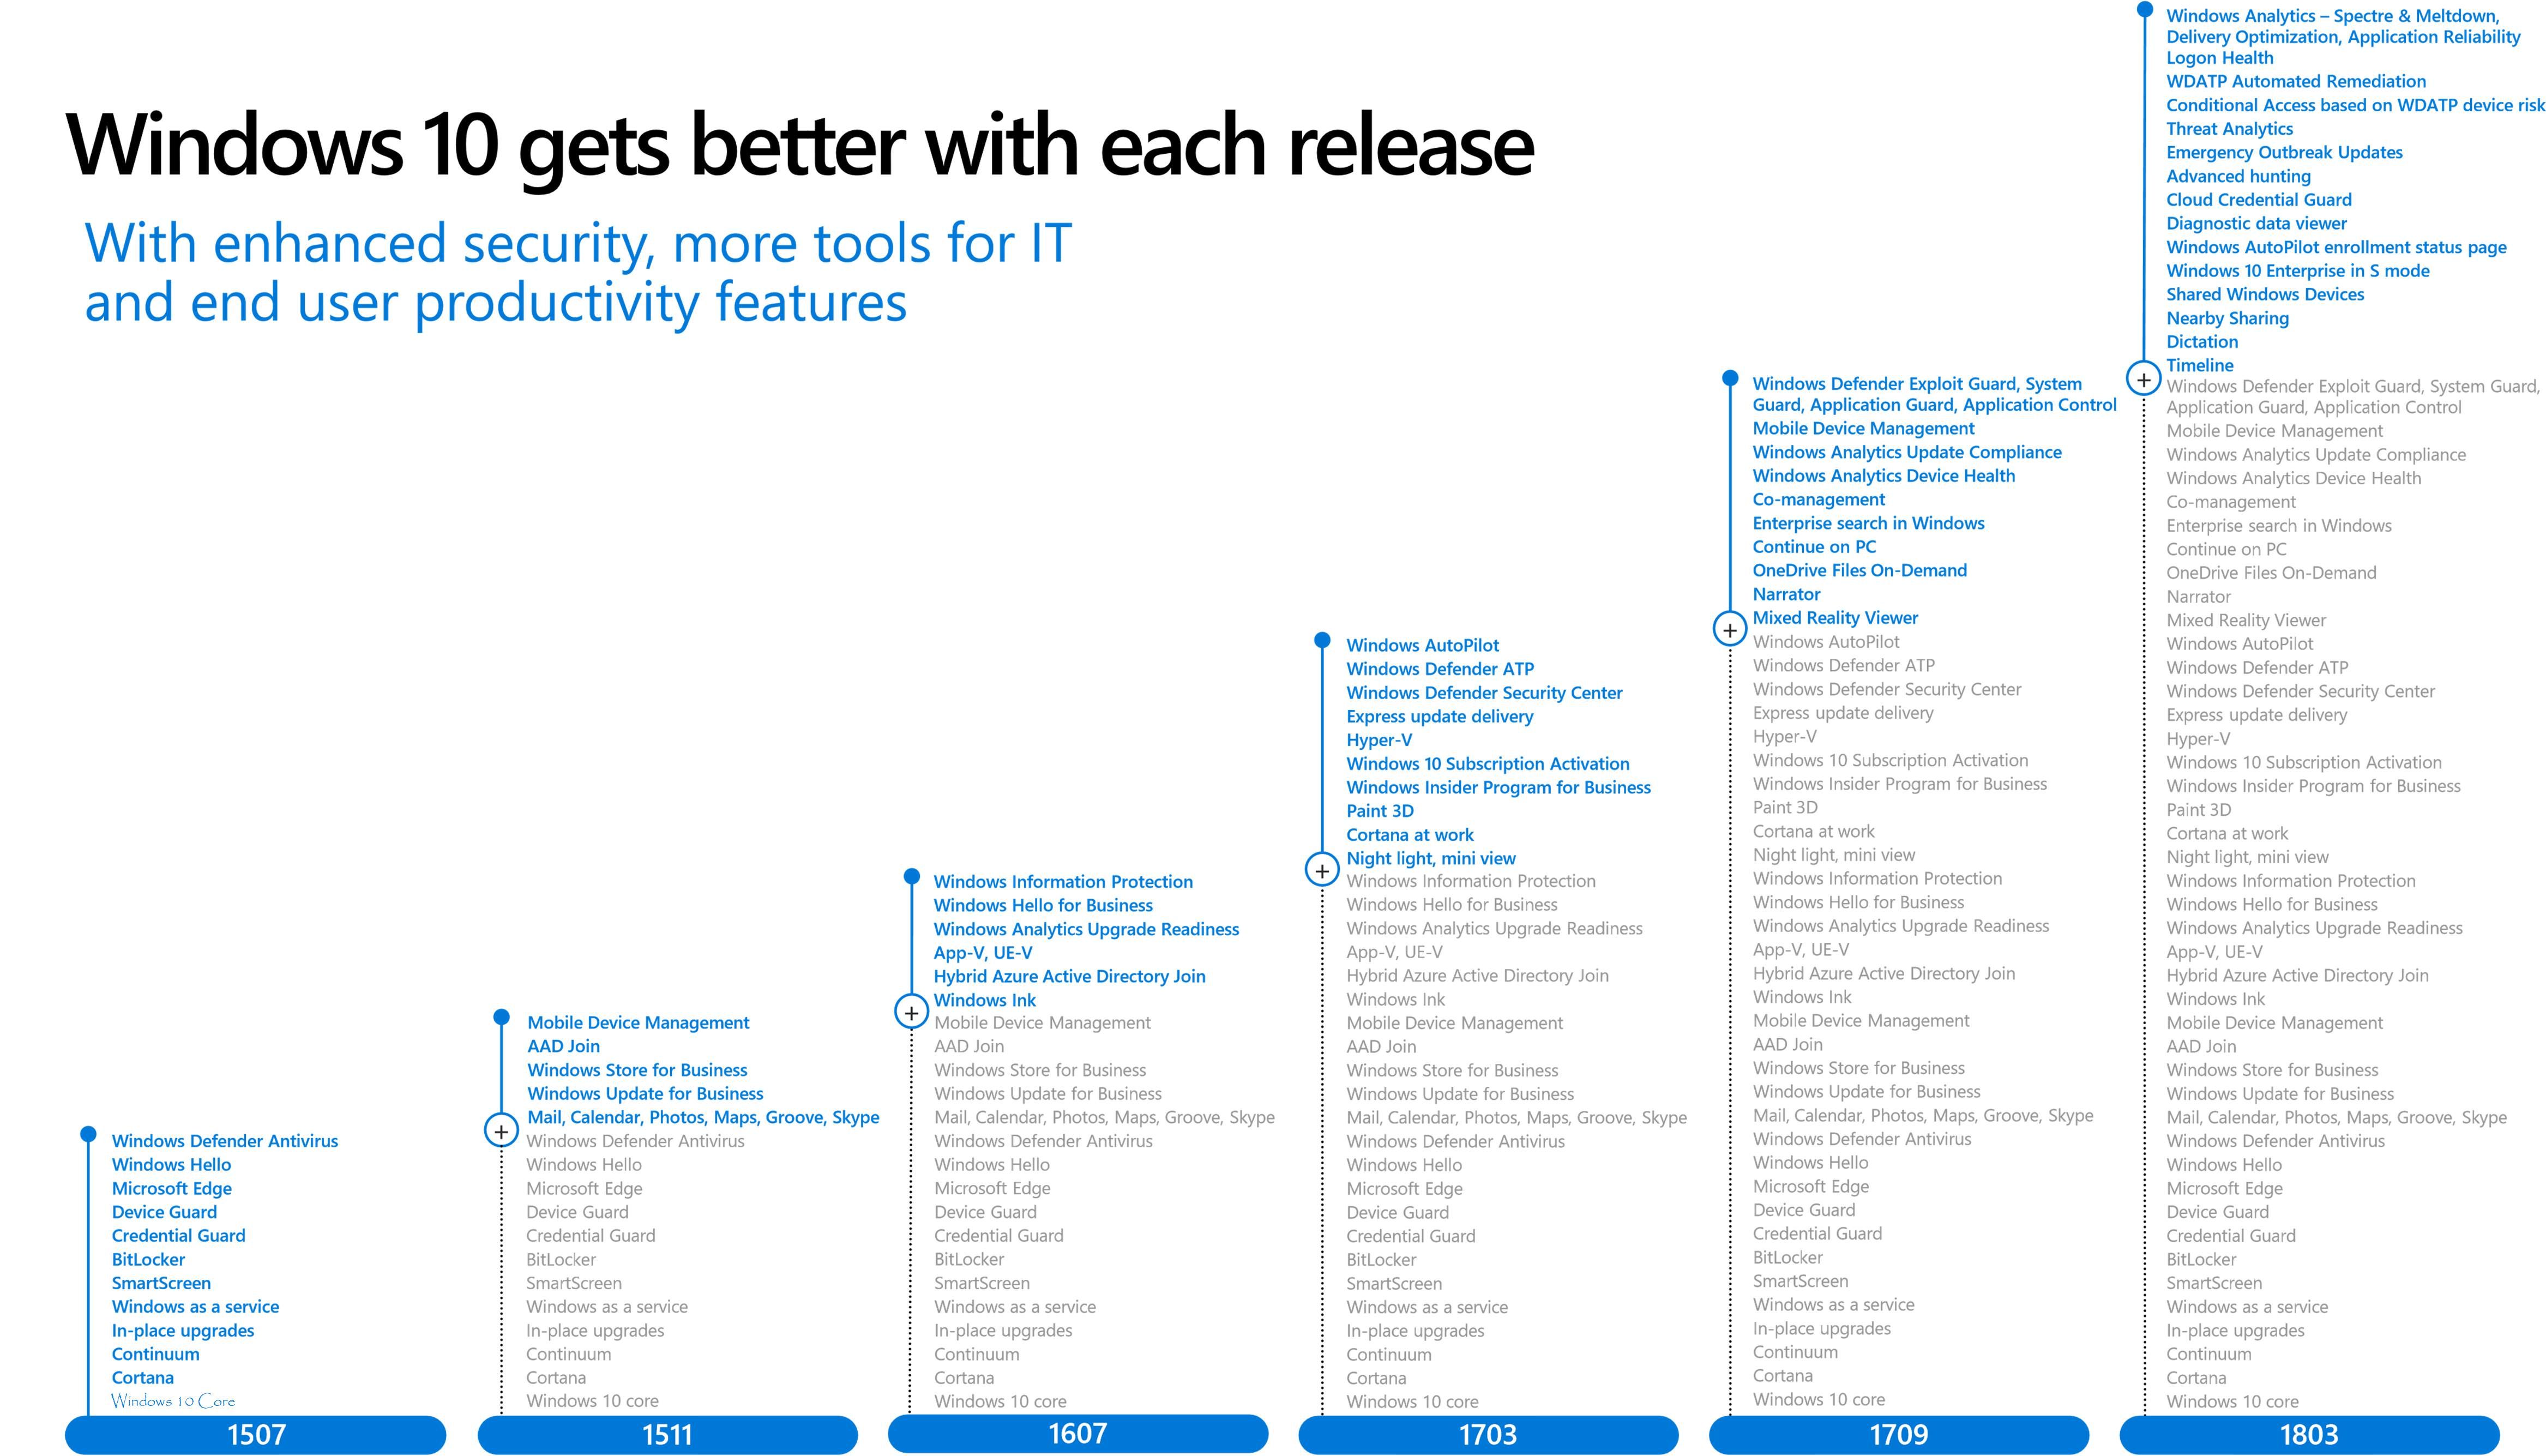 Windows 10 gets better with each release
With enhanced security, more tools for IT
and end user productivity features
Windows Defender Antivirus
Windows Hello
Microsoft Edge
Device Guard
Credential Guard
BitLocker
SmartScreen
Windows as a service
In-place upgrades
Continuum
Cortana
Windows 10 Core
1507
Mobile Device Management
AAD Join
Windows Store for Business
Windows Update for Business
Mail, Calendar, Photos, Maps, Groove, Skype
+
Windows Defender Antivirus
Windows Hello
Microsoft Edge
Device Guard
Credential Guard
BitLocker
SmartScreen
Windows as a service
In-place upgrades
Continuum
Cortana
Windows 10 core
1511
Windows Information Protection
Windows Hello for Business
Windows Analytics Upgrade Readiness
App-V, UE-V
Hybrid Azure Active Directory Join
Windows Ink
+
Mobile Device Management
AAD Join
Windows Store for Business
Windows Update for Business
Mail, Calendar, Photos, Maps, Groove, Skype
Windows Defender Antivirus
Windows Hello
Microsoft Edge
Device Guard
Credential Guard
BitLocker
SmartScreen
Windows as a service
In-place upgrades
Continuum
Cortana
Windows 10 core
1607
Windows AutoPilot
Windows Defender ATP
Windows Defender Security Center
Express update delivery
Hyper-V
Windows 10 Subscription Activation
Windows Insider Program for Business
Paint 3D
Cortana at work
Night light, mini view
+
Windows Information Protection
Windows Hello for Business
Windows Analytics Upgrade Readiness
App-V, UE-V
Hybrid Azure Active Directory Join
Windows Ink
Mobile Device Management
AAD Join
Windows Store for Business
Windows Update for Business
Mail, Calendar, Photos, Maps, Groove, Skype
Windows Defender Antivirus
Windows Hello
Microsoft Edge
Device Guard
Credential Guard
BitLocker
SmartScreen
Windows as a service
In-place upgrades
Continuum
Cortana
Windows 10 core
1703
Windows Defender Exploit Guard, System
Guard, Application Guard, Application Control
Mobile Device Management
Windows Analytics Update Compliance
Windows Analytics Device Health
Co-management
Enterprise search in Windows
Continue on PC
OneDrive Files On-Demand
Narrator
Mixed Reality Viewer
+
Windows AutoPilot
Windows Defender ATP
Windows Defender Security Center
Express update delivery
Hyper-V
Windows 10 Subscription Activation
Windows Insider Program for Business
Paint 3D
Cortana at work
Night light, mini view
Windows Information Protection
Windows Hello for Business
Windows Analytics Upgrade Readiness
App-V, UE-V
Hybrid Azure Active Directory Join
Windows Ink
Mobile Device Management
AAD Join
Windows Store for Business
Windows Update for Business
Mail, Calendar, Photos, Maps, Groove, Skype
Windows Defender Antivirus
Windows Hello
Microsoft Edge
Device Guard
Credential Guard
BitLocker
SmartScreen
Windows as a service
In-place upgrades
Continuum
Cortana
Windows 10 core
1709
Windows Analytics – Spectre & Meltdown,
Delivery Optimization, Application Reliability
Logon Health
WDATP Automated Remediation
Conditional Access based on WDATP device risk
Threat Analytics
Emergency Outbreak Updates
Advanced hunting
Cloud Credential Guard
Diagnostic data viewer
Windows AutoPilot enrollment status page
Windows 10 Enterprise in S mode
Shared Windows Devices
Nearby Sharing
Dictation
Timeline
+
Windows Defender Exploit Guard, System Guard,
Application Guard, Application Control
Mobile Device Management
Windows Analytics Update Compliance
Windows Analytics Device Health
Co-management
Enterprise search in Windows
Continue on PC
OneDrive Files On-Demand
Narrator
Mixed Reality Viewer
Windows AutoPilot
Windows Defender ATP
Windows Defender Security Center
Express update delivery
Hyper-V
Windows 10 Subscription Activation
Windows Insider Program for Business
Paint 3D
Cortana at work
Night light, mini view
Windows Information Protection
Windows Hello for Business
Windows Analytics Upgrade Readiness
App-V, UE-V
Hybrid Azure Active Directory Join
Windows Ink
Mobile Device Management
AAD Join
Windows Store for Business
Windows Update for Business
Mail, Calendar, Photos, Maps, Groove, Skype
Windows Defender Antivirus
Windows Hello
Microsoft Edge
Device Guard
Credential Guard
BitLocker
SmartScreen
Windows as a service
In-place upgrades
Continuum
Cortana
Windows 10 core
1803